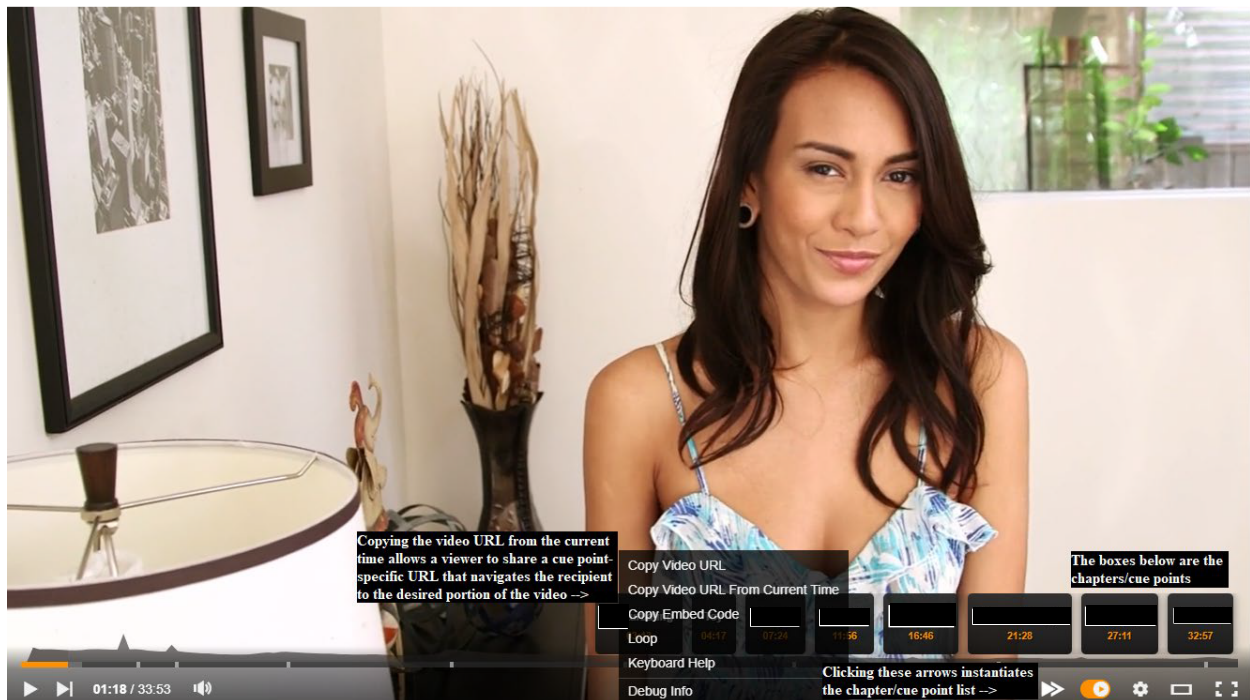 Copying the video URL from the current
time allows a viewer to share a cue point-
specific URL that navigates the recipient
to the desired portion of the video -->
Copy Video URL
Copy Video URL From Current Time
Copy Embed Code
Loop
Keyboard Help
Debug Info
The boxes below are the
chapters/cue points
04:17
07:24
11:56
16:46
21:28
27:11
32:57
Clicking these arrows instantiates
the chapter/cue point list -->
01:18 / 33:53